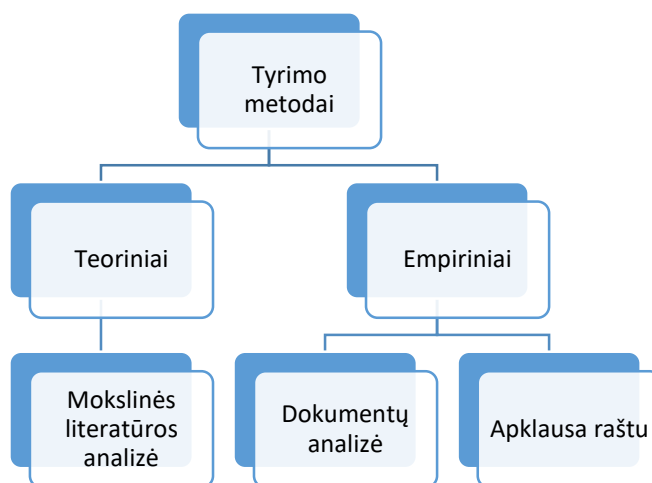 Tyrimo
metodai
Teoriniai
Empiriniai
Mokslinės
literatūros
analizė
Dokumentų
analizė
Apklausa raštu